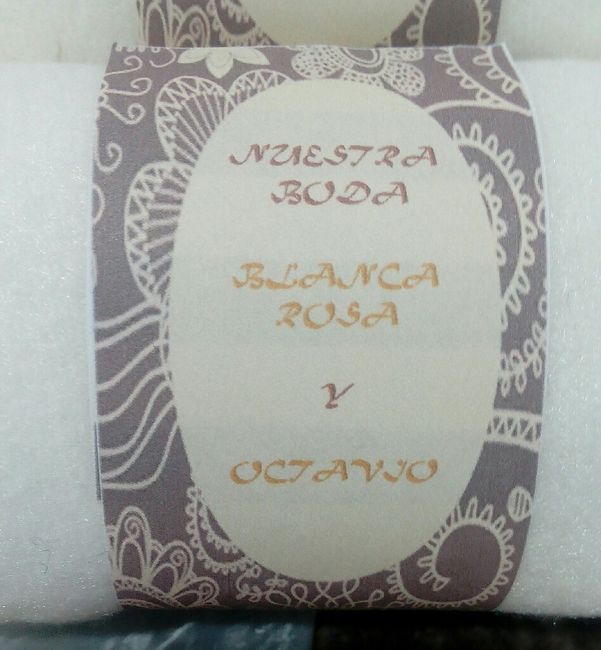 NUESTRA
BODA
BLANCA
ROSA
Y
OCTAVIO